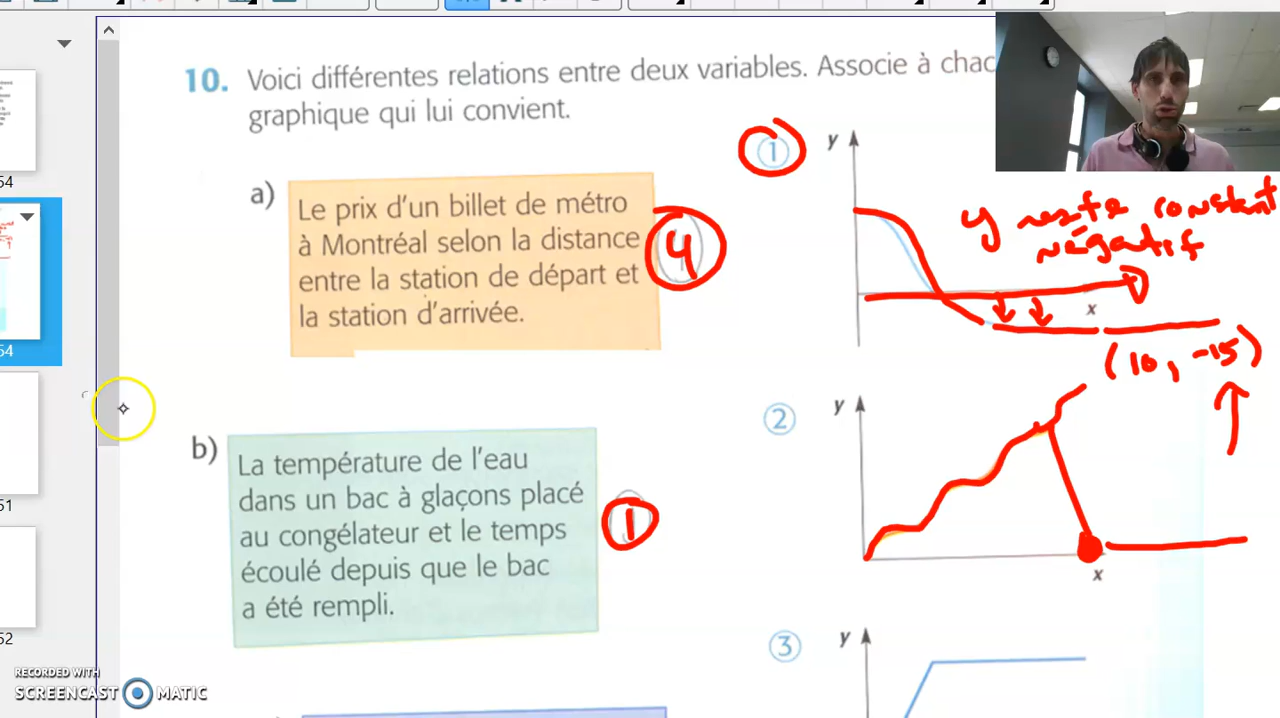 10. Voici différentes relations entre deux variables. Associe à chac
graphique qui lui convient.
a) Le prix d'un billet de métro
à Montréal selon la distance
entre la station de départ et
la station d'arrivée.
4
b) La température de l'eau
dans un bac à glaçons placé
au congélateur et le temps
écoulé depuis que le bac
a été rempli.
1
1
y
y reste constant
négatif
x
(10, -15)
2
y
x
3
y
54
54
51
52
RECORDED WITH
SCREENCAST MATIC